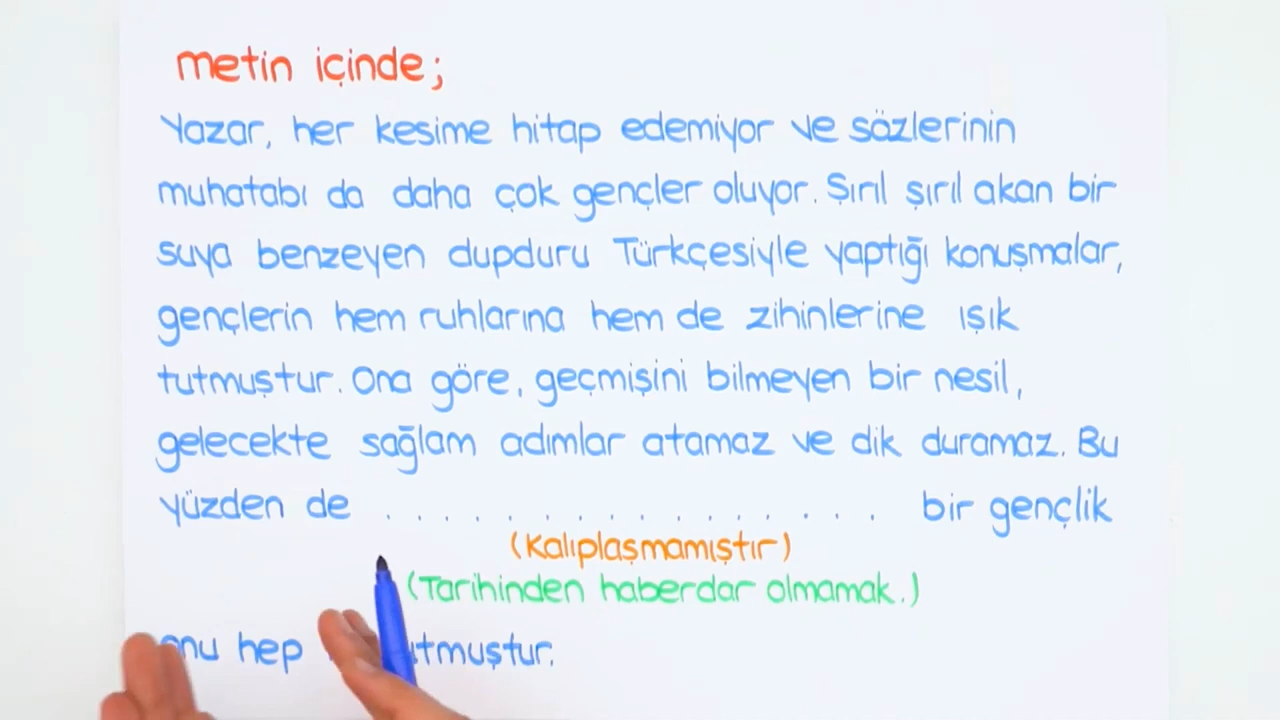 metin içinde;
Yazar, her kesime hitap edemiyor ve sözlerinin
muhatabı da daha çok gençler oluyor. Şırıl şırıl akan bir
suya benzeyen dupduru Türkçesiyle yaptığı konuşmalar,
gençlerin hem ruhlarına hem de zihinlerine ışık
tutmuştur. Ona göre, geçmişini bilmeyen bir nesil,
gelecekte sağlam adımlar atamaz ve dik duramaz. Bu
yüzden de ................. bir gençlik
(Kalıplaşmamıştır)
(Tarihinden haberdar olmamak.)
hep